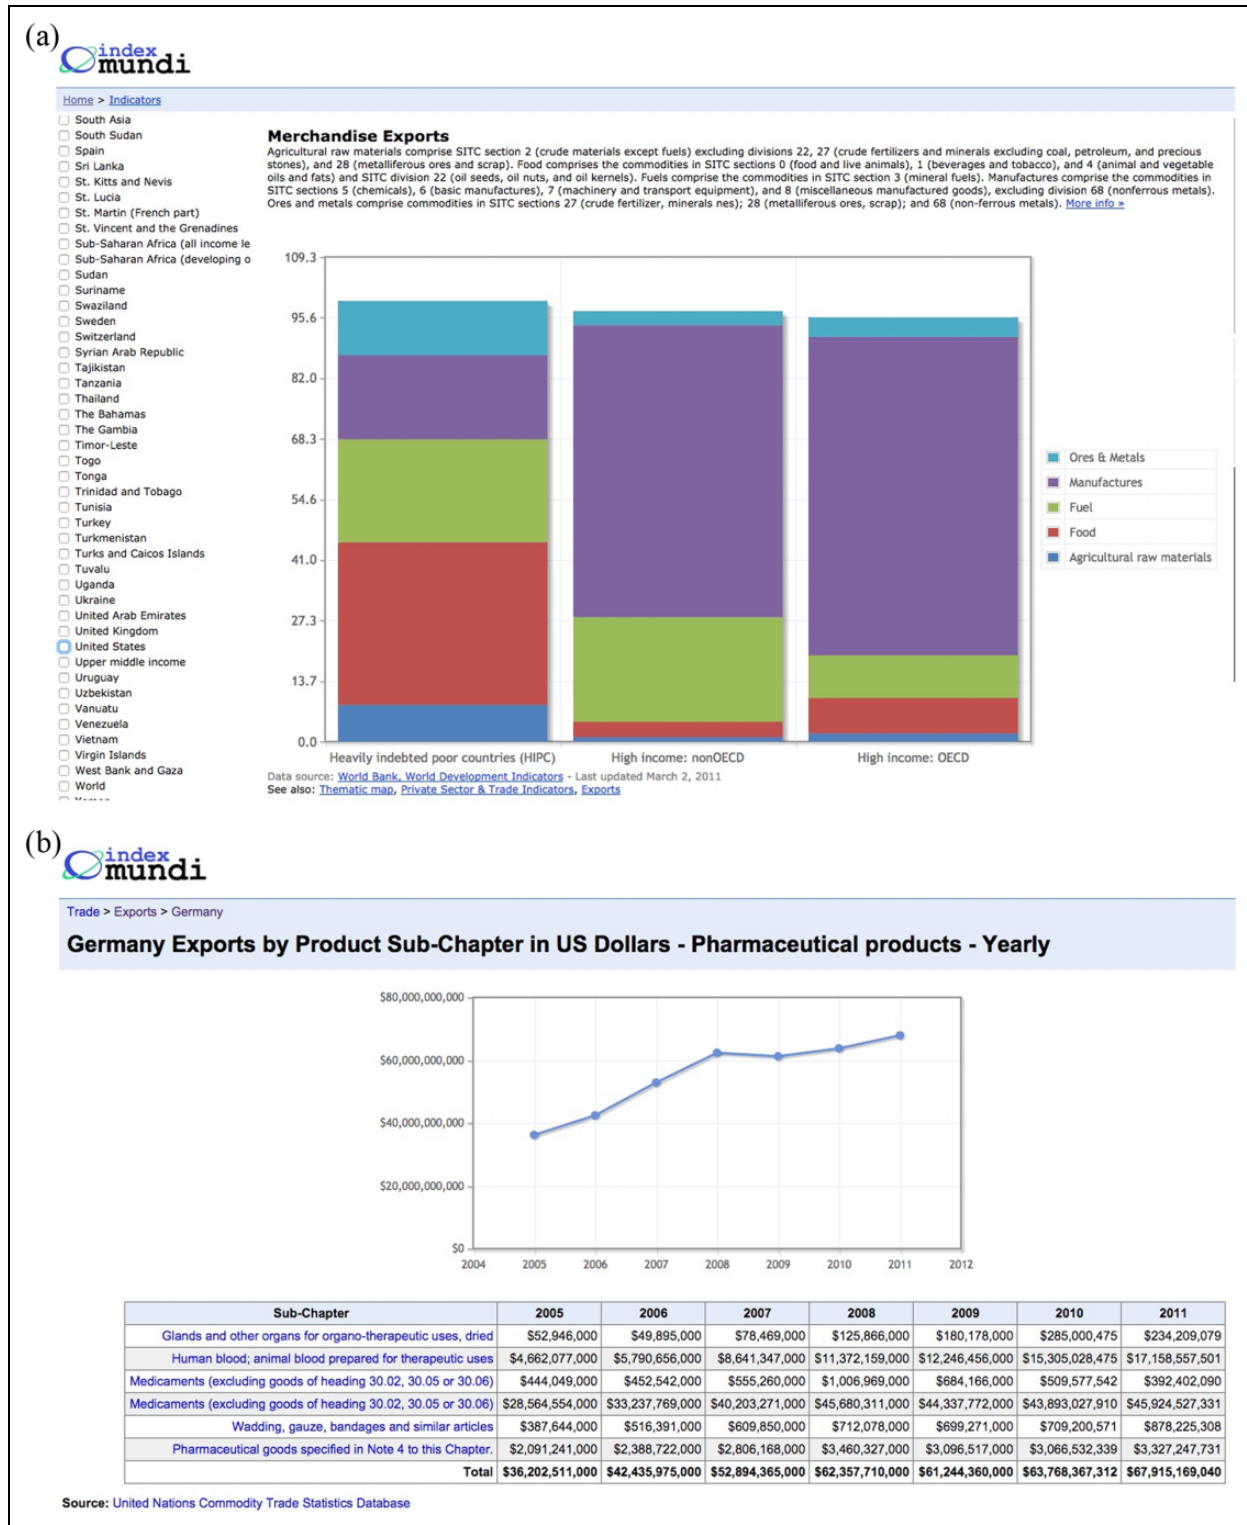 (a)
index
mundi
Home > Indicators
South Asia
South Sudan
Spain
Sri Lanka
St. Kitts and Nevis
St. Lucia
St. Martin (French part)
St. Vincent and the Grenadines
Sub-Saharan Africa (all income le
Sub-Saharan Africa (developing o
Sudan
Suriname
Swaziland
Sweden
Switzerland
Syrian Arab Republic
Tajikistan
Tanzania
Thailand
The Bahamas
The Gambia
Timor-Leste
Togo
Tonga
Trinidad and Tobago
Tunisia
Turkey
Turkmenistan
Turks and Caicos Islands
Tuvalu
Uganda
Ukraine
United Arab Emirates
United Kingdom
United States
Upper middle income
Uruguay
Uzbekistan
Vanuatu
Venezuela
Vietnam
Virgin Islands
West Bank and Gaza
World
Merchandise Exports
Agricultural raw materials comprise SITC section 2 (crude materials except fuels) excluding divisions 22, 27 (crude fertilizers and minerals excluding coal, petroleum, and precious
stones), and 28 (metalliferous ores and scrap). Food comprises the commodities in SITC sections 0 (food and live animals), 1 (beverages and tobacco), and 4 (animal and vegetable
oils and fats) and SITC division 22 (oil seeds, oil nuts, and oil kernels). Fuels comprise the commodities in SITC section 3 (mineral fuels). Manufactures comprise the commodities in
SITC sections 5 (chemicals), 6 (basic manufactures), 7 (machinery and transport equipment), and 8 (miscellaneous manufactured goods), excluding division 68 (nonferrous metals).
Ores and metals comprise commodities in SITC sections 27 (crude fertilizer, minerals nes); 28 (metalliferous ores, scrap); and 68 (non-ferrous metals). More info »
109.3
95.6
82.0
68.3
54.6
41.0
27.3
13.7
0.0
Ores & Metals
Manufactures
Fuel
Food
Agricultural raw materials
Heavily indebted poor countries (HIPC) High income: nonOECD High income: OECD
Data source: World Bank, World Development Indicators - Last updated March 2, 2011
See also: Thematic map, Private Sector & Trade Indicators, Exports
(b)
index
mundi
Trade > Exports > Germany
Germany Exports by Product Sub-Chapter in US Dollars - Pharmaceutical products - Yearly
$80,000,000,000
$60,000,000,000
$40,000,000,000
$20,000,000,000
$0
2004 2005 2006 2007 2008 2009 2010 2011 2012
Sub-Chapter 2005 2006 2007 2008 2009 2010 2011
Glands and other organs for organo-therapeutic uses, dried $52,946,000 $49,895,000 $78,469,000 $125,866,000 $180,178,000 $285,000,475 $234,209,079
Human blood; animal blood prepared for therapeutic uses $4,662,077,000 $5,790,656,000 $8,641,347,000 $11,372,159,000 $12,246,456,000 $15,305,028,475 $17,158,557,501
Medicaments (excluding goods of heading 30.02, 30.05 or 30.06) $444,049,000 $452,542,000 $555,260,000 $1,006,969,000 $684,166,000 $509,577,542 $392,402,090
Medicaments (excluding goods of heading 30.02, 30.05 or 30.06) $28,564,554,000 $33,237,769,000 $40,203,271,000 $45,680,311,000 $44,337,772,000 $43,893,027,910 $45,924,527,331
Wadding, gauze, bandages and similar articles $387,644,000 $516,391,000 $609,850,000 $712,078,000 $699,271,000 $709,200,571 $878,225,308
Pharmaceutical goods specified in Note 4 to this Chapter. $2,091,241,000 $2,388,722,000 $2,806,168,000 $3,460,327,000 $3,096,517,000 $3,066,532,339 $3,327,247,731
Total $36,202,511,000 $42,435,975,000 $52,894,365,000 $62,357,710,000 $61,244,360,000 $63,768,367,312 $67,915,169,040
Source: United Nations Commodity Trade Statistics Database